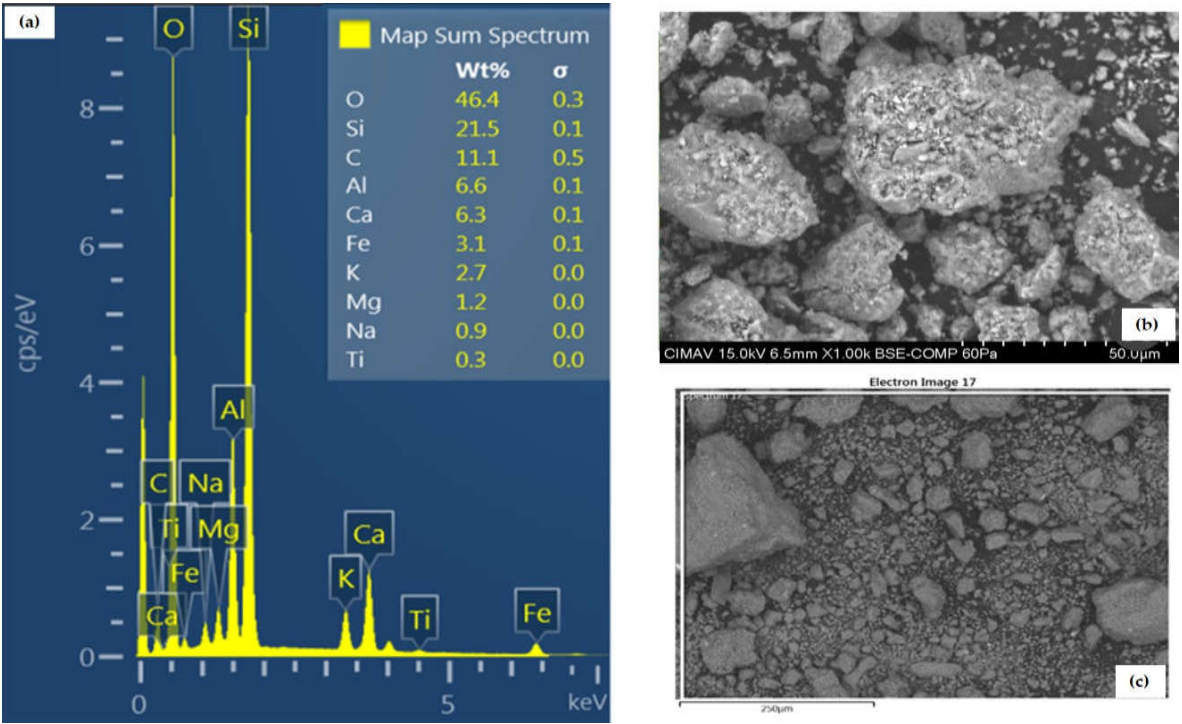 (a)
O
Si
Map Sum Spectrum
Wt% σ
O 46.4 0.3
Si 21.5 0.1
C 11.1 0.5
Al 6.6 0.1
Ca 6.3 0.1
Fe 3.1 0.1
K 2.7 0.0
Mg 1.2 0.0
Na 0.9 0.0
Ti 0.3 0.0
8
6
cps/eV
4
Al
C Na
2
Ti Mg
Ca
Fe
K
Ca
Ti
Fe
0
0 5 keV
(b)
CIMAV 15.0kV 6.5mm X1.00k BSE-COMP 60Pa 50.0μm
Electron Image 17
Spectrum 17
(c)
250μm